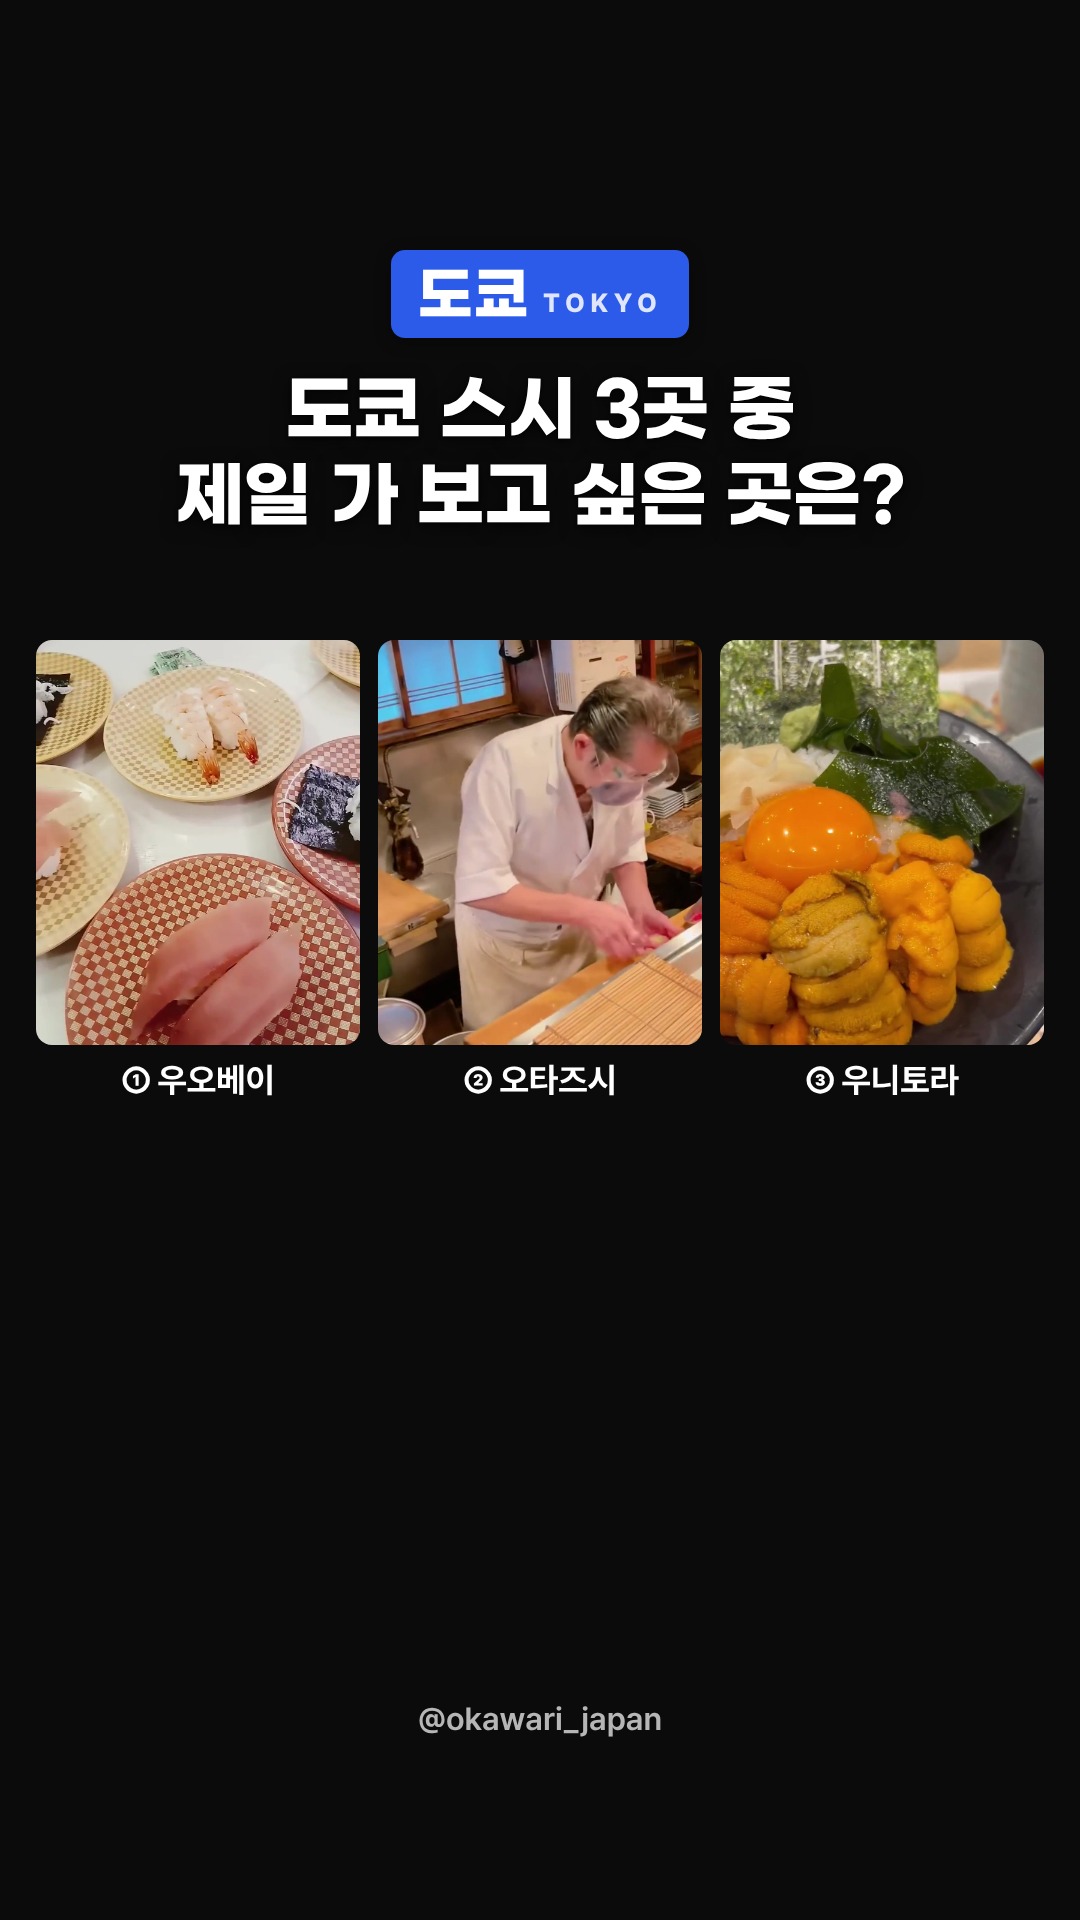 도쿄 TOKYO
도쿄 스시 3곳 중
제일 가 보고 싶은 곳은?
① 우오베이
② 오타즈시
③ 우니토라
@okawari_japan